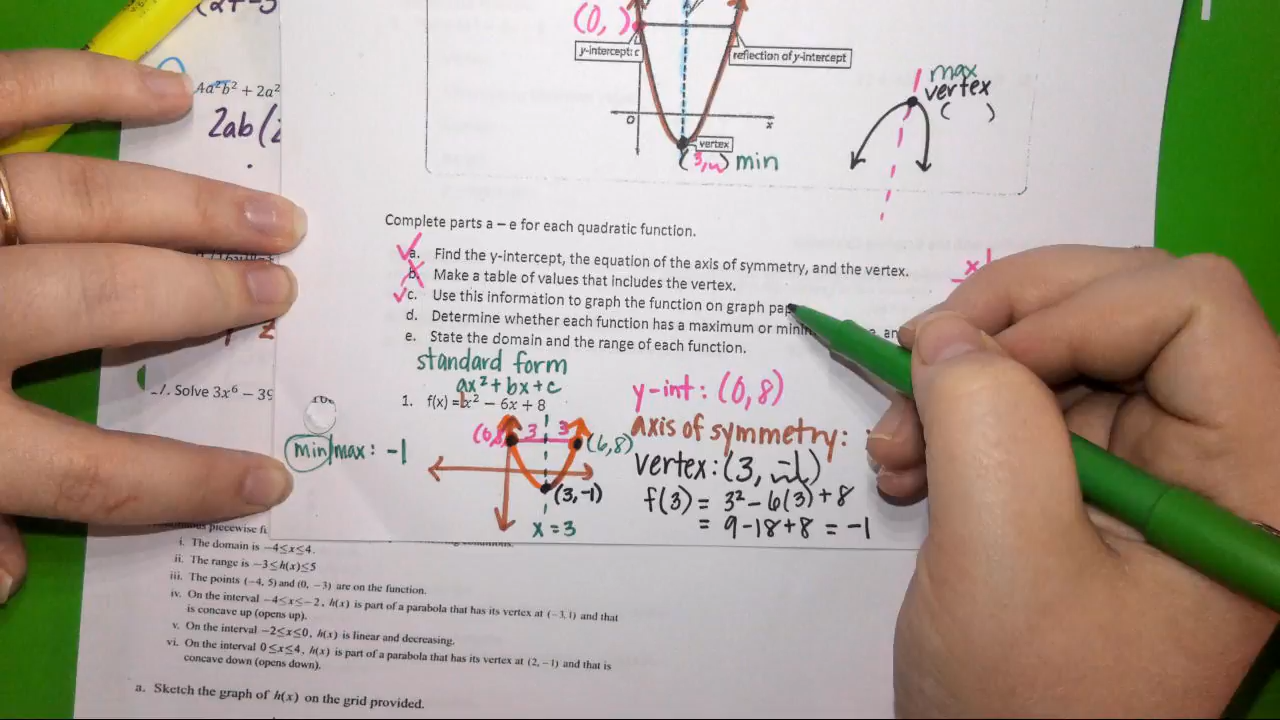 (0, )
y-intercept: c
reflection of y-intercept
max
vertex
( )
4a²b² + 2a²
2ab(
0
x
vertex
(3, ) min
Complete parts a – e for each quadratic function.
a. Find the y-intercept, the equation of the axis of symmetry, and the vertex.
b. Make a table of values that includes the vertex.
c. Use this information to graph the function on graph pap
d. Determine whether each function has a maximum or
e. State the domain and the range of each function.
x
standard form
ax² + bx + c
1. f(x) = x² – 6x + 8
Solve 3x⁶ – 39
y-int: (0,8)
axis of symmetry:
min/max: -1
3 3
(6,8)
vertex: (3, -1)
(3,-1)
f(3) = 3² - 6(3) + 8
= 9 - 18 + 8 = -1
x = 3
piecewise
i. The domain is −4≤x≤4.
ii. The range is −3≤h(x)≤5
iii. The points (−4, 5) and (0, −3) are on the function.
iv. On the interval −4≤x≤−2, h(x) is part of a parabola that has its vertex at (−3, 1) and that
is concave up (opens up).
v. On the interval −2≤x≤0, h(x) is linear and decreasing.
vi. On the interval 0≤x≤4, h(x) is part of a parabola that has its vertex at (2, −1) and that is
concave down (opens down).
a. Sketch the graph of h(x) on the grid provided.